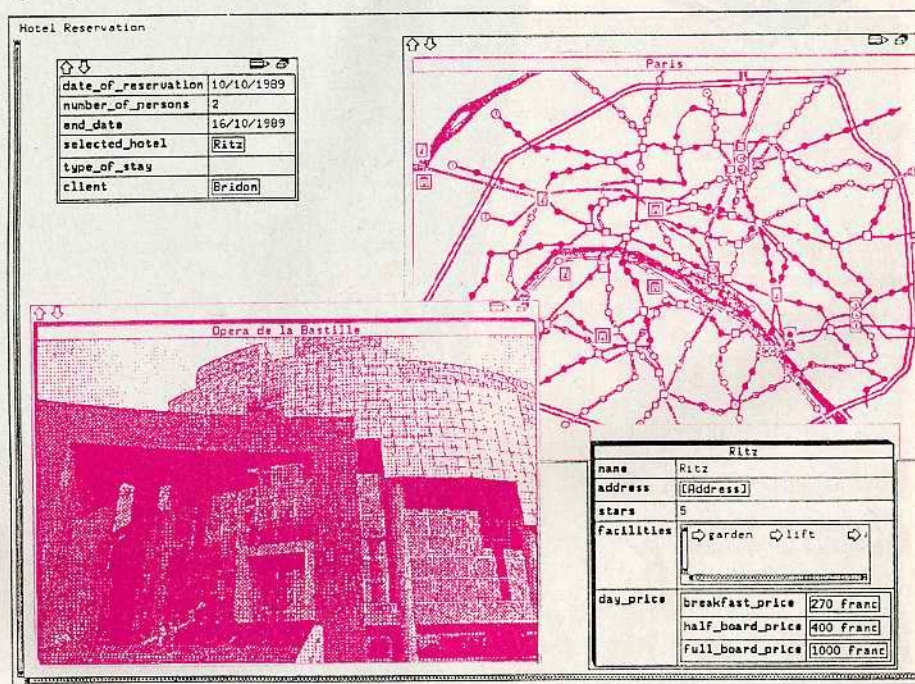 Hotel Reservation
date_of_reservation 10/10/1989
number_of_persons 2
end_date 16/10/1989
selected_hotel Ritz
type_of_stay
client Bridon
Paris
Opera de la Bastille
Ritz
name Ritz
address [Address]
stars 5
facilities garden lift
day_price breakfast_price 270 franc
half_board_price 400 franc
full_board_price 1000 franc